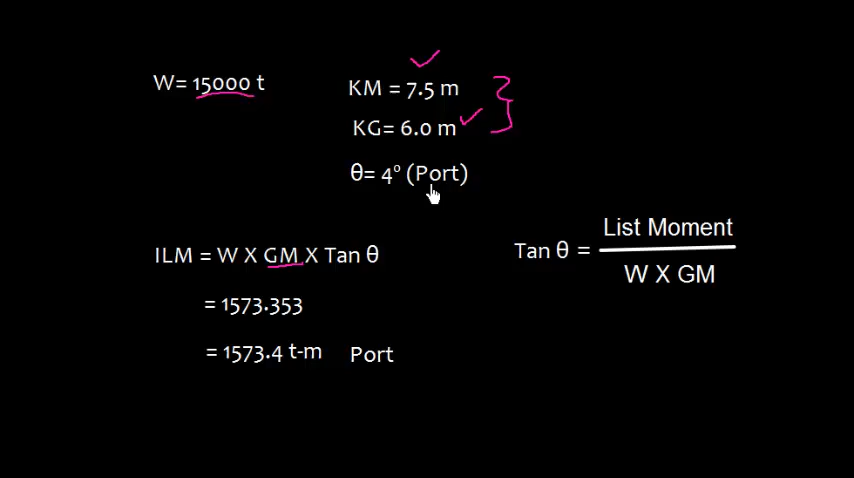 W= 15000 t
KM = 7.5 m
KG= 6.0 m
θ= 4º (Port)
ILM = W X GM X Tan θ
= 1573.353
= 1573.4 t-m Port
Tan θ =
List Moment
W X GM